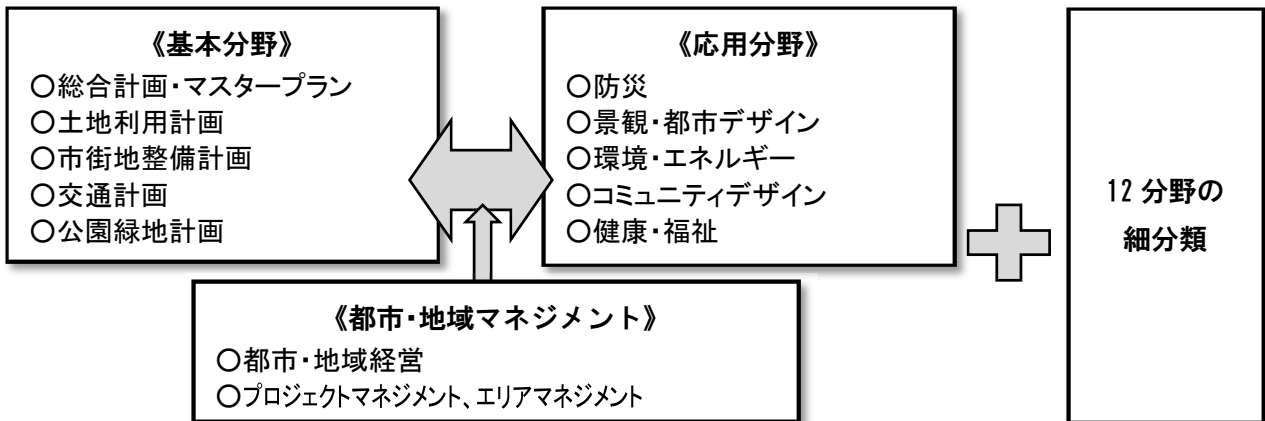 《基本分野》
○総合計画・マスタープラン
○土地利用計画
○市街地整備計画
○交通計画
○公園緑地計画
《応用分野》
○防災
○景観・都市デザイン
○環境・エネルギー
○コミュニティデザイン
○健康・福祉
《都市・地域マネジメント》
○都市・地域経営
○プロジェクトマネジメント、エリアマネジメント
12 分野の
細分類